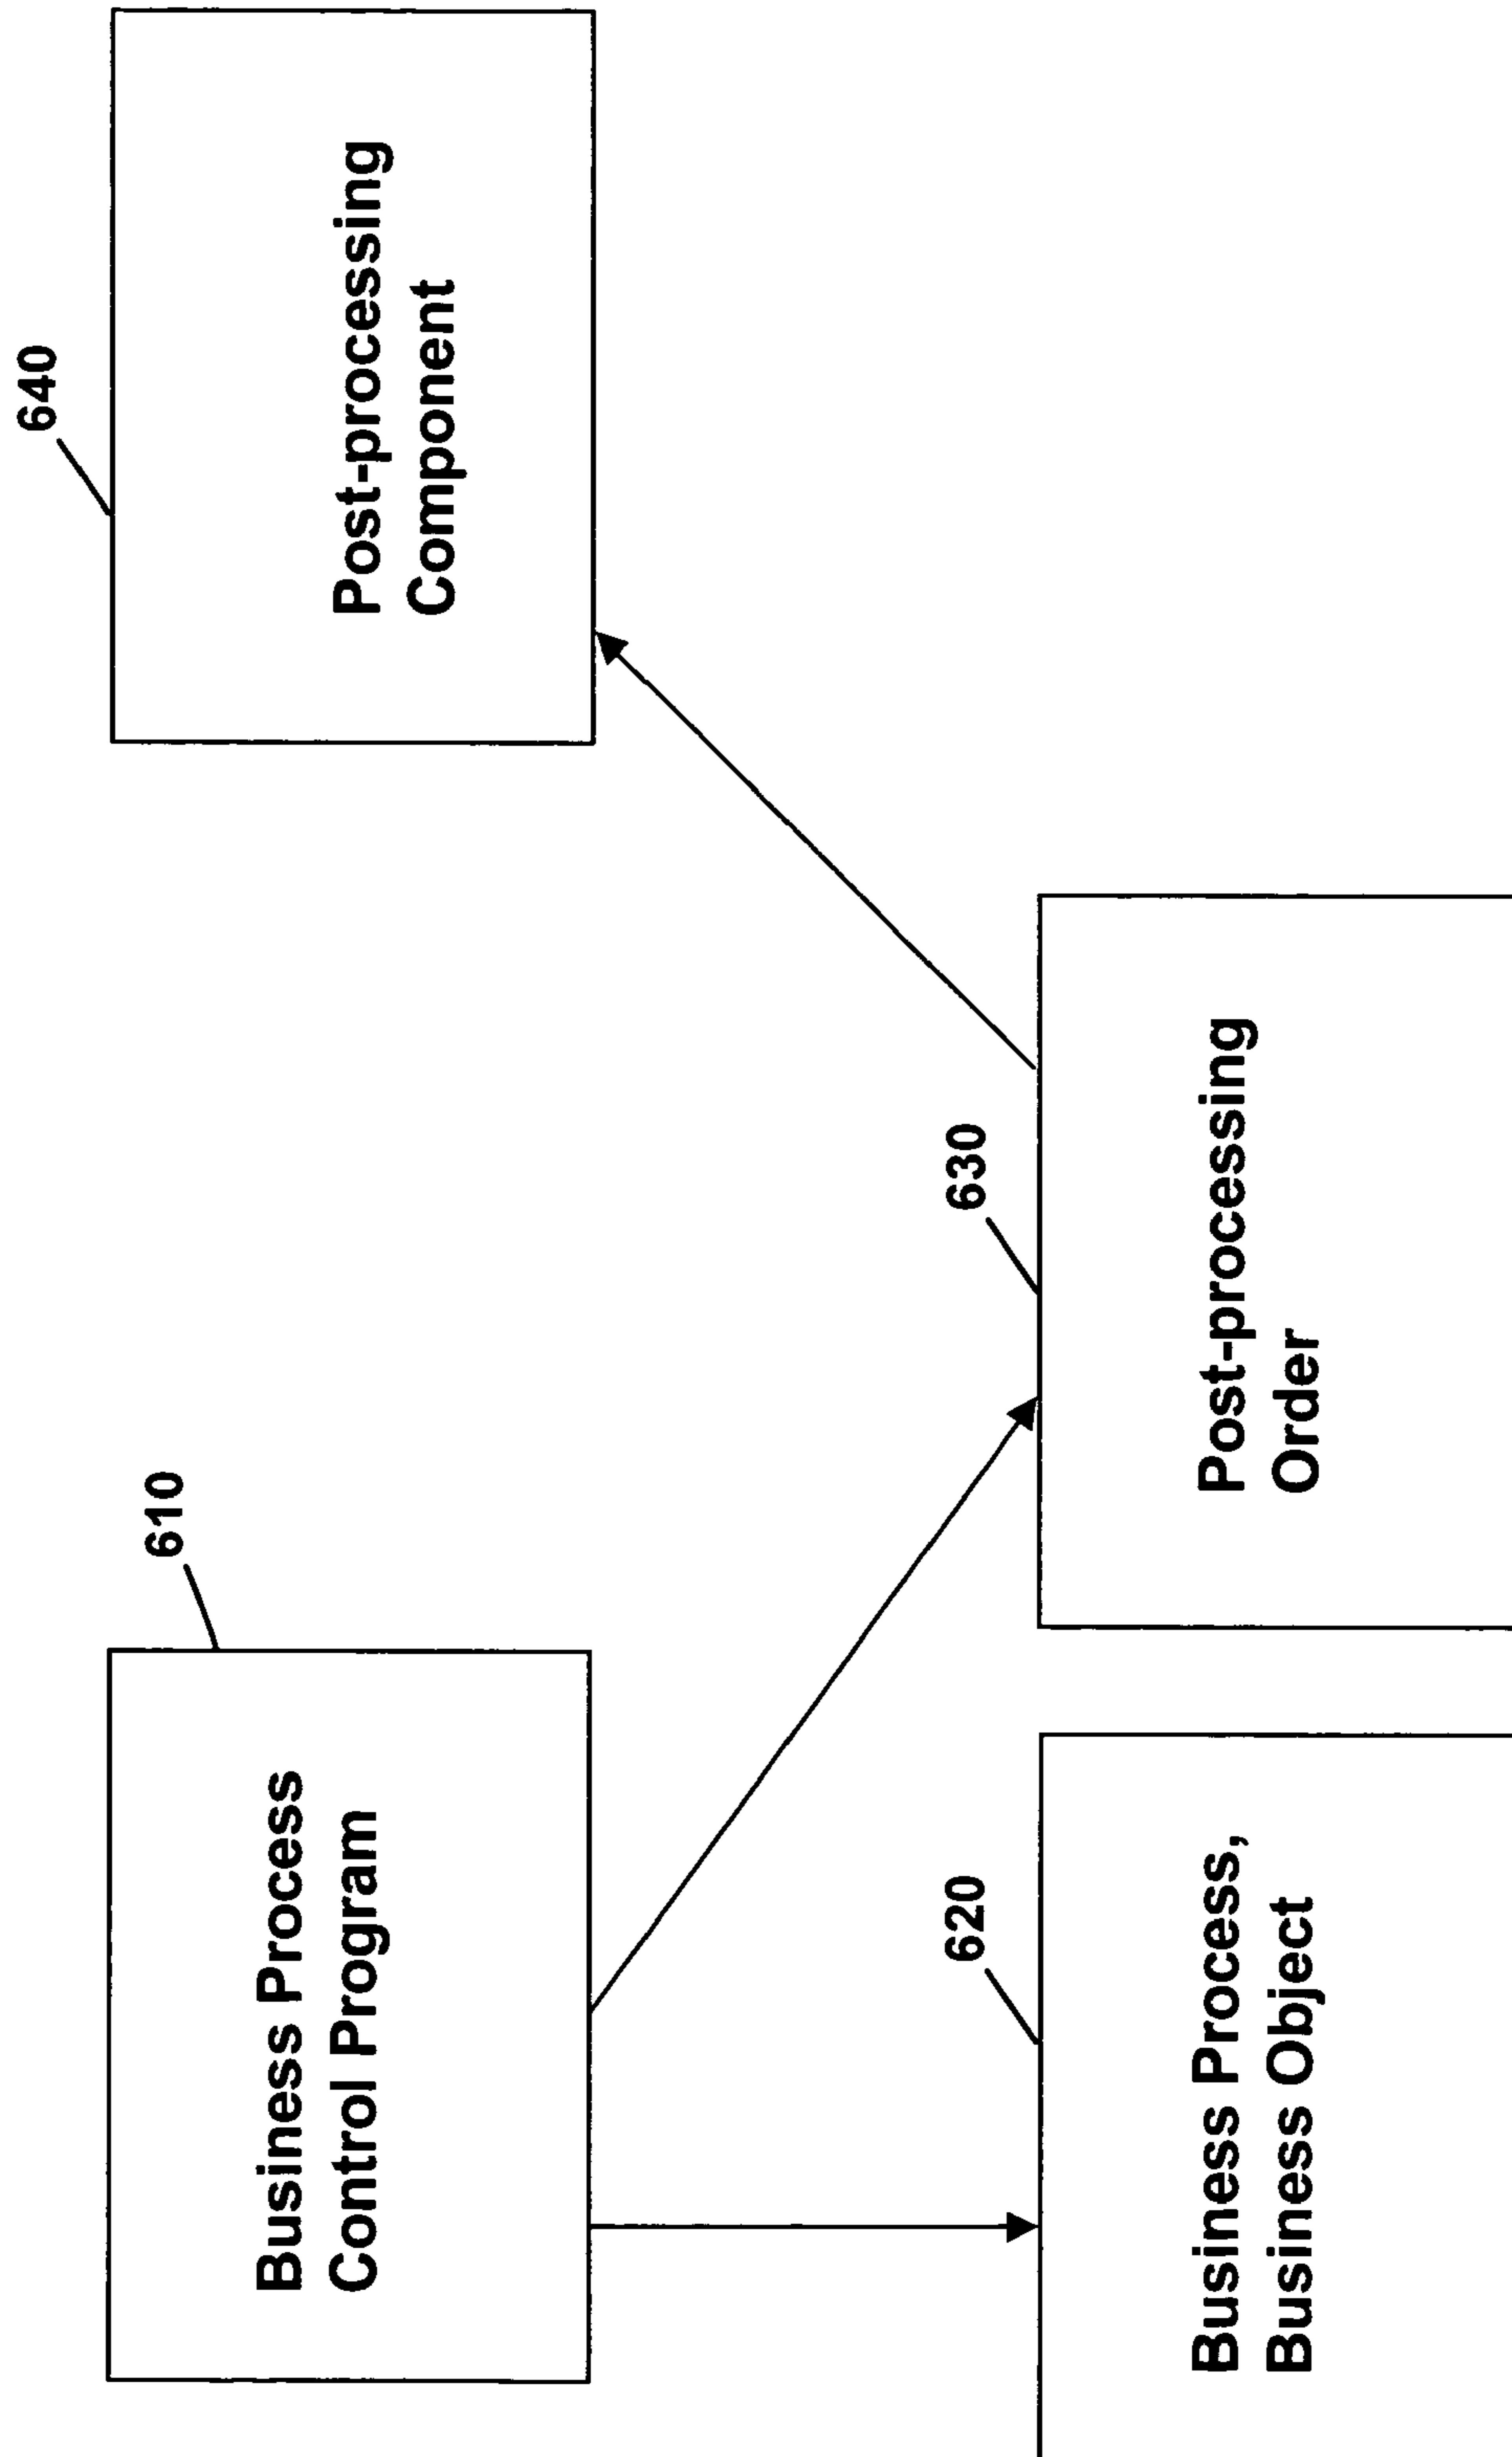 610
Business Process
Control Program
640
Post-processing
Component
620
Business Process,
Business Object
630
Post-processing
Order